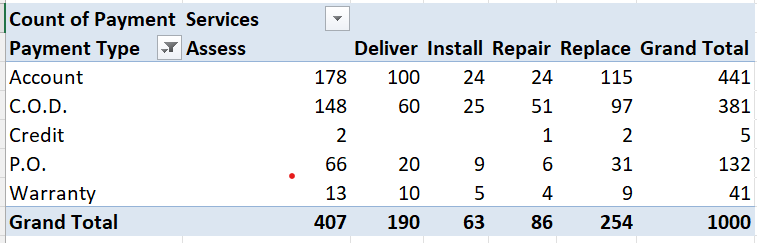 Count of Payment Services
Payment Type Assess Deliver Install Repair Replace Grand Total
Account 178 100 24 24 115 441
C.O.D. 148 60 25 51 97 381
Credit 2 1 2 5
P.O. 66 20 9 6 31 132
Warranty 13 10 5 4 9 41
Grand Total 407 190 63 86 254 1000